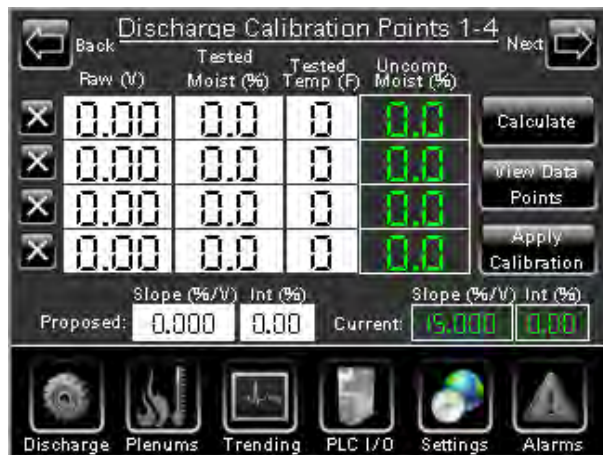 Discharge Calibration Points 1-4
Back
Next
Raw (V)
Tested Moist (%)
Tested Temp (F)
Uncomp Moist (%)
0.00 0.0 0 0.0
Calculate
0.00 0.0 0 0.0
View Data Points
0.00 0.0 0 0.0
0.00 0.0 0 0.0
Apply Calibration
Slope (%/V) Int (%)
Slope (%/V) Int (%)
Proposed: 0.000 0.00
Current: 15.000 0.00
Discharge Plenums Trending PLC I/O Settings Alarms